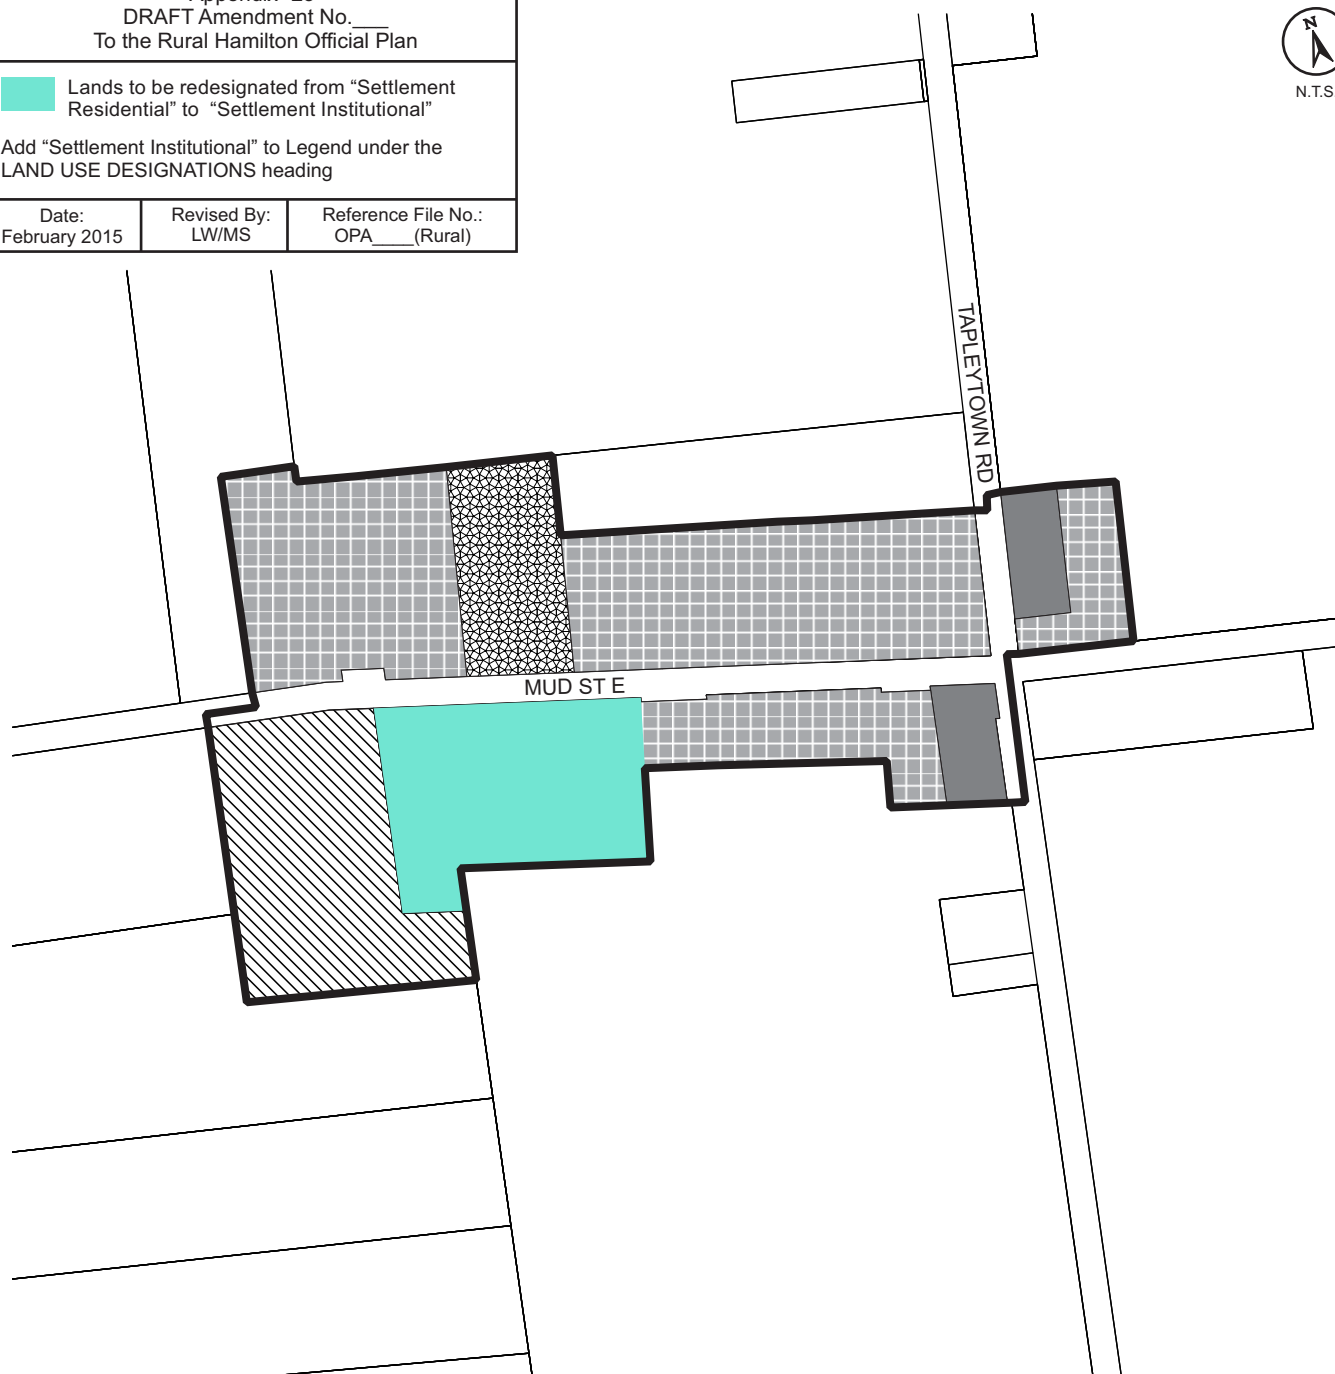 DRAFT Amendment No.___
To the Rural Hamilton Official Plan
Lands to be redesignated from “Settlement
Residential” to “Settlement Institutional”
Add “Settlement Institutional” to Legend under the
LAND USE DESIGNATIONS heading
Date:
February 2015
Revised By:
LW/MS
Reference File No.:
OPA____(Rural)
N
N.T.S
TAPLEYTOWN RD
MUD ST E